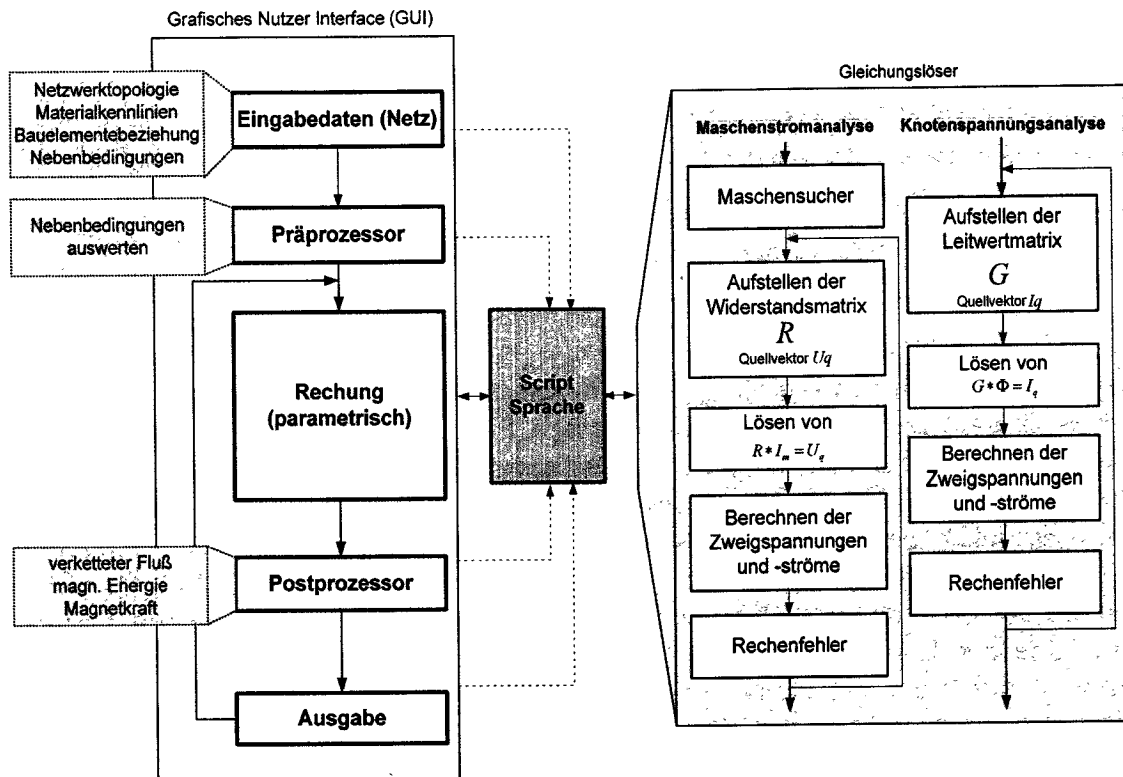 Grafisches Nutzer Interface (GUI)
Netzwerktopologie
Materialkennlinien
Bauelementebeziehung
Nebenbedingungen
Eingabedaten (Netz)
Nebenbedingungen
auswerten
Präprozessor
Rechung
(parametrisch)
verketteter Fluß
magn. Energie
Magnetkraft
Postprozessor
Ausgabe
Script
Sprache
Gleichungslöser
Maschenstromanalyse
Maschensucher
Aufstellen der
Widerstandsmatrix
R
Quellvektor Uq
Lösen von
R * I_m = U_q
Berechnen der
Zweigspannungen
und -ströme
Rechenfehler
Knotenspannungsanalyse
Aufstellen der
Leitwertmatrix
G
Quellvektor Iq
Lösen von
G * Φ = I_q
Berechnen der
Zweigspannungen
und -ströme
Rechenfehler